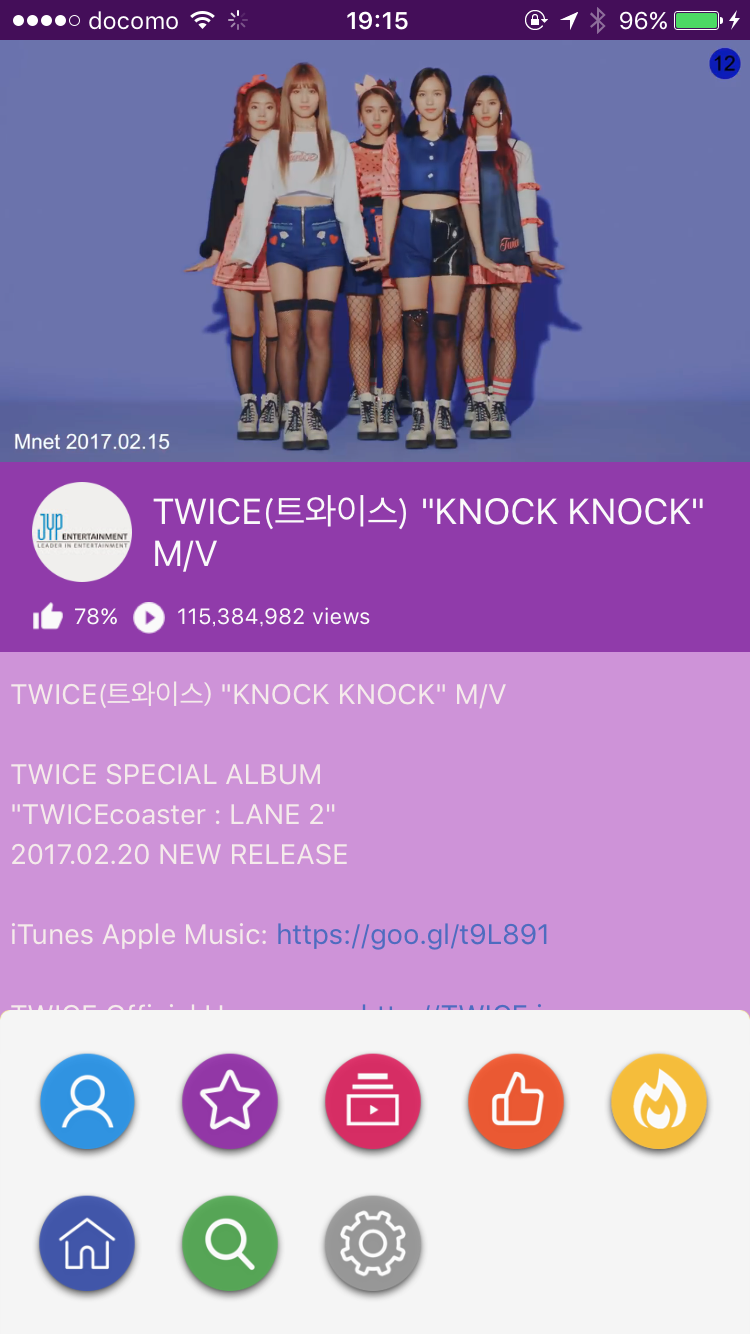 docomo 19:15 96%
12
Twice
Twice
Mnet 2017.02.15
JYP ENTERTAINMENT
LEADER IN ENTERTAINMENT
TWICE(트와이스) "KNOCK KNOCK"
M/V
78% 115,384,982 views
TWICE(트와이스) "KNOCK KNOCK" M/V
TWICE SPECIAL ALBUM
"TWICEcoaster : LANE 2"
2017.02.20 NEW RELEASE
iTunes Apple Music: https://goo.gl/t9L891